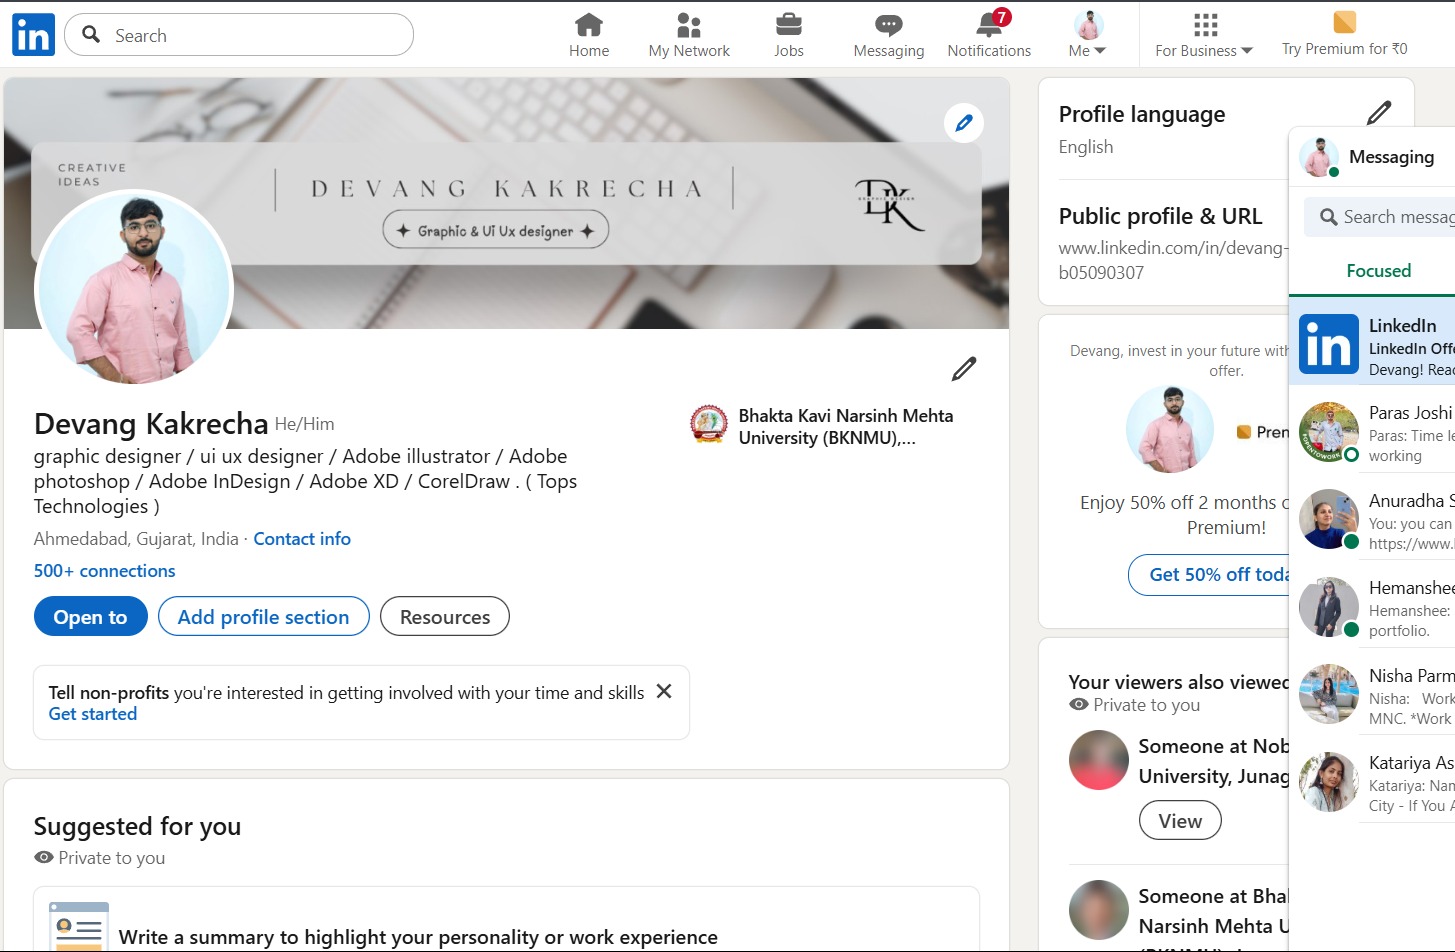 in
Search
Home
My Network
Jobs
Messaging
7
Notifications
Me
For Business
Try Premium for ₹0
CREATIVE
IDEAS
DEVANG KAKRECHA
Graphic & Ui Ux designer
DK
Devang Kakrecha He/Him
graphic designer / ui ux designer / Adobe illustrator / Adobe
photoshop / Adobe InDesign / Adobe XD / CorelDraw . ( Tops
Technologies )
Ahmedabad, Gujarat, India · Contact info
500+ connections
Open to
Add profile section
Resources
Bhakta Kavi Narsinh Mehta
University (BKNMU),...
Tell non-profits you're interested in getting involved with your time and skills
Get started
Suggested for you
Private to you
Write a summary to highlight your personality or work experience
Profile language
English
Public profile & URL
www.linkedin.com/in/devang-
b05090307
Devang, invest in your future with
offer.
Prem
Enjoy 50% off 2 months o
Premium!
Get 50% off toda
Your viewers also viewed
Private to you
Someone at Nob
University, Junag
View
Someone at Bha
Narsinh Mehta U
Messaging
Search messag
Focused
in
LinkedIn
LinkedIn Offe
Devang! Read
#OPENTOWORK
Paras Joshi
Paras: Time le
working
Anuradha S
You: you can
https://www.l
Hemanshee
Hemanshee:
portfolio.
Nisha Parm
Nisha: Work
MNC. *Work
Katariya As
Katariya: Nam
City - If You A